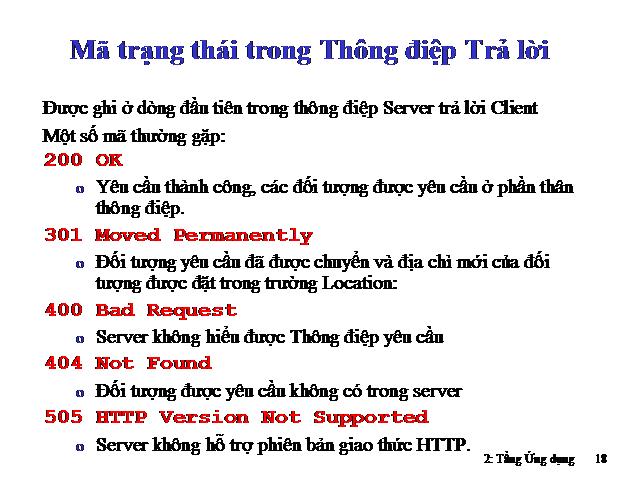 Mã trạng thái trong Thông điệp Trả lời
Được ghi ở dòng đầu tiên trong thông điệp Server trả lời Client
Một số mã thường gặp:
200 OK
o Yêu cầu thành công, các đối tượng được yêu cầu ở phần thân
thông điệp.
301 Moved Permanently
o Đối tượng yêu cầu đã được chuyển và địa chỉ mới của đối
tượng được đặt trong trường Location:
400 Bad Request
o Server không hiểu được Thông điệp yêu cầu
404 Not Found
o Đối tượng được yêu cầu không có trong server
505 HTTP Version Not Supported
o Server không hỗ trợ phiên bản giao thức HTTP.
2: Tầng Ứng dụng 18